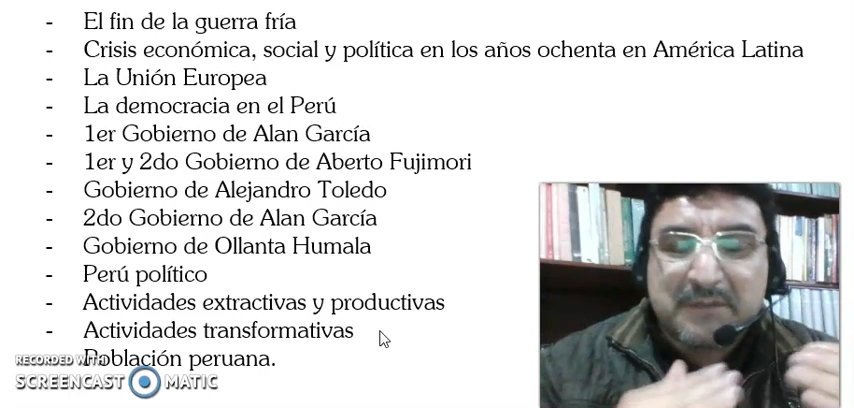 - El fin de la guerra fría
- Crisis económica, social y política en los años ochenta en América Latina
- La Unión Europea
- La democracia en el Perú
- 1er Gobierno de Alan García
- 1er y 2do Gobierno de Aberto Fujimori
- Gobierno de Alejandro Toledo
- 2do Gobierno de Alan García
- Gobierno de Ollanta Humala
- Perú político
- Actividades extractivas y productivas
- Actividades transformativas
Población peruana.
RECORDED WITH
SCREENCAST MATIC